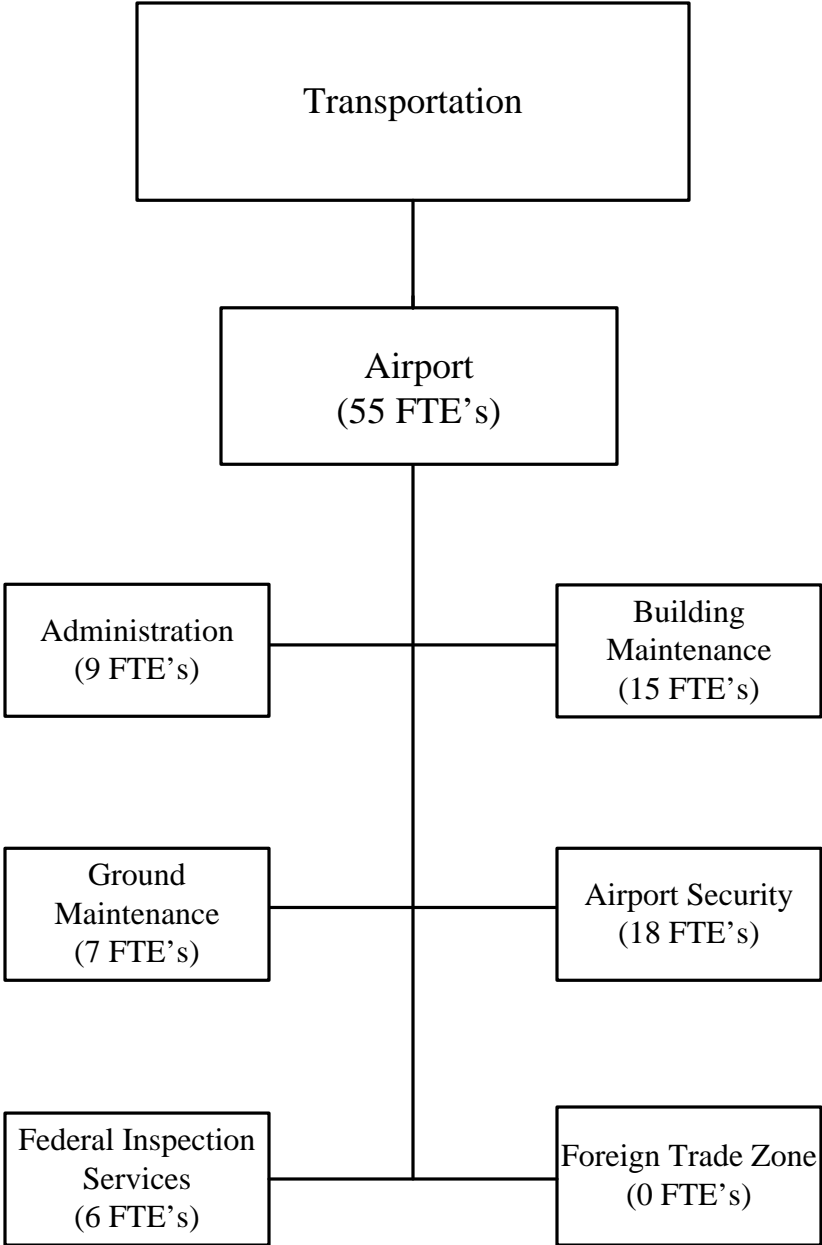 Transportation
Airport
(55 FTE’s)
Administration
(9 FTE’s)
Building
Maintenance
(15 FTE’s)
Ground
Maintenance
(7 FTE’s)
Airport Security
(18 FTE’s)
Federal Inspection
Services
(6 FTE’s)
Foreign Trade Zone
(0 FTE’s)